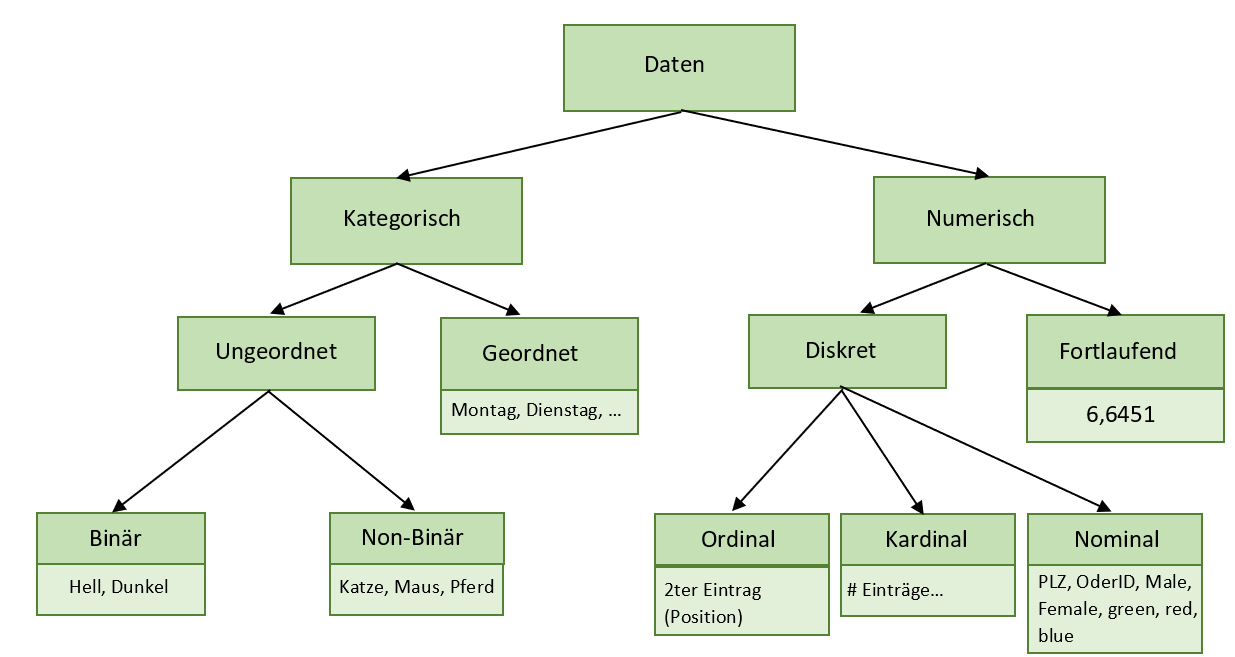 Daten
Kategorisch
Numerisch
Ungeordnet
Geordnet
Montag, Dienstag, ...
Diskret
Fortlaufend
6,6451
Binär
Hell, Dunkel
Non-Binär
Katze, Maus, Pferd
Ordinal
2ter Eintrag
(Position)
Kardinal
# Einträge...
Nominal
PLZ, OderID, Male,
Female, green, red,
blue